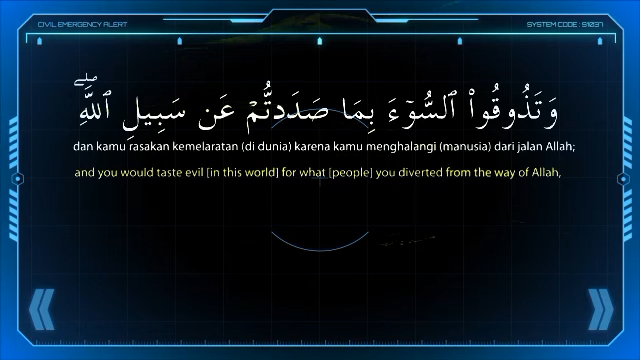 CIVIL EMERGENCY ALERT
SYSTEM CODE : S1037
وَتَذُوقُوا۟ ٱلسُّوٓءَ بِمَا صَدَدتُّمْ عَن سَبِيلِ ٱللَّهِۖ
dan kamu rasakan kemelaratan (di dunia) karena kamu menghalangi (manusia) dari jalan Allah;
and you would taste evil [in this world] for what [people] you diverted from the way of Allah,